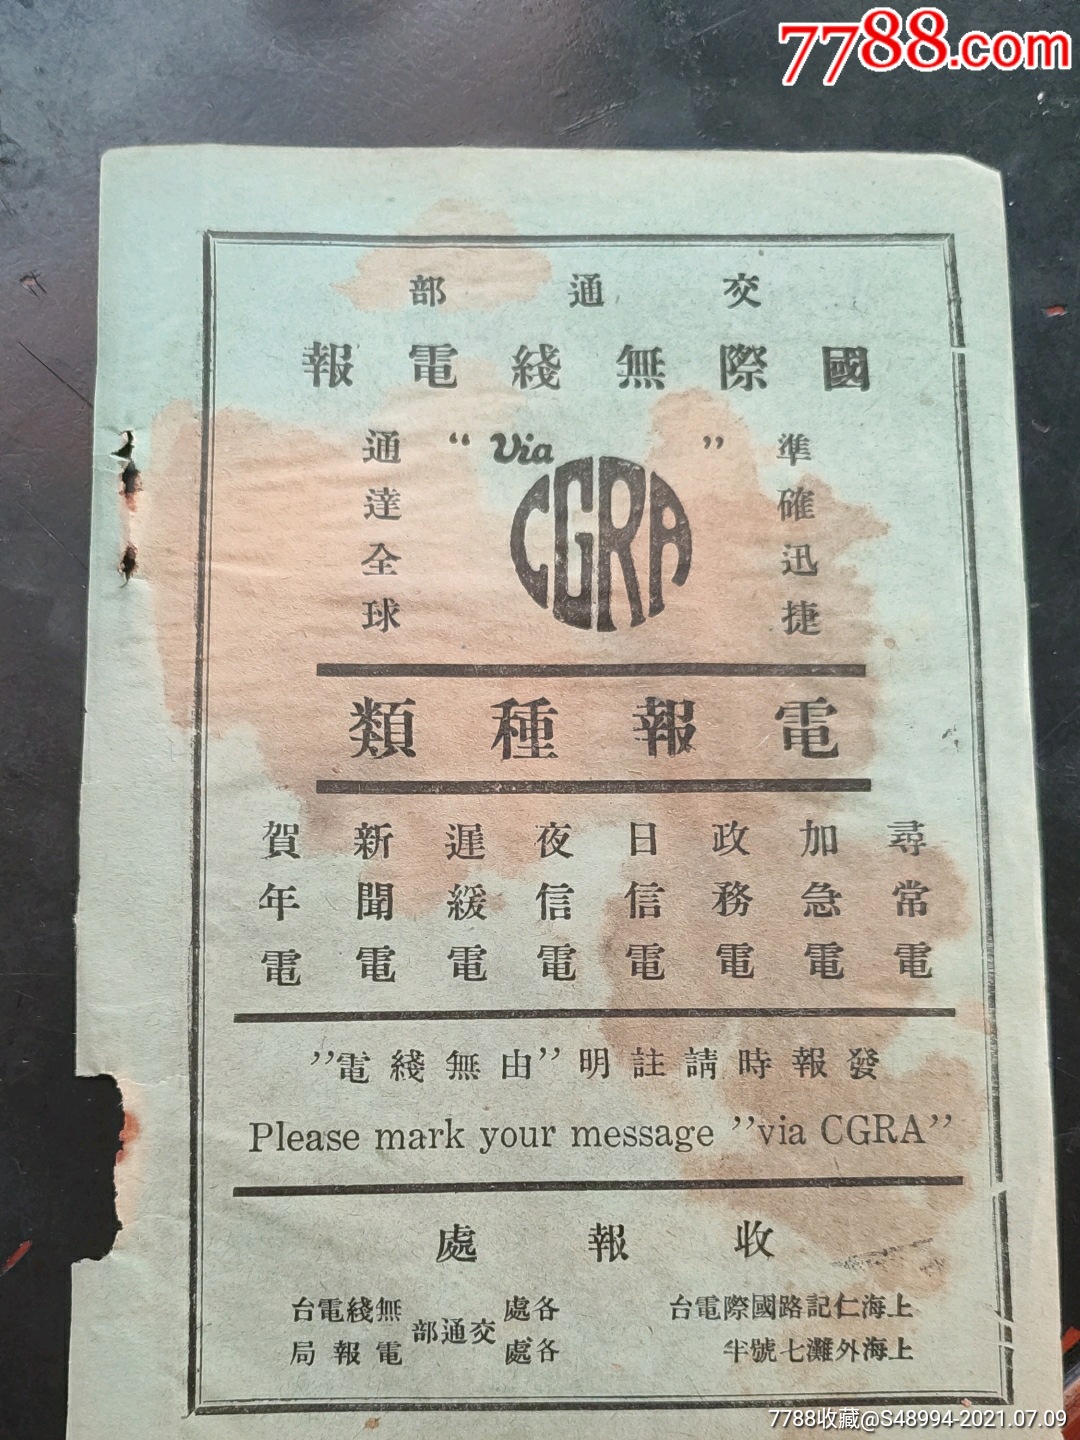 7788.com
交通部
國際無綫電報
準確迅捷
"Via CGRA"
通達全球
電報種類
尋常電
加急電
政務電
日信電
夜信電
遲緩電
新聞電
賀年電
發報時請註明"由無綫電"
Please mark your message "via CGRA"
收報處
上海仁記路國際電台
上海外灘七號半
各處交通部無綫電台
各處電報局
7788收藏@S48994-2021.07.09